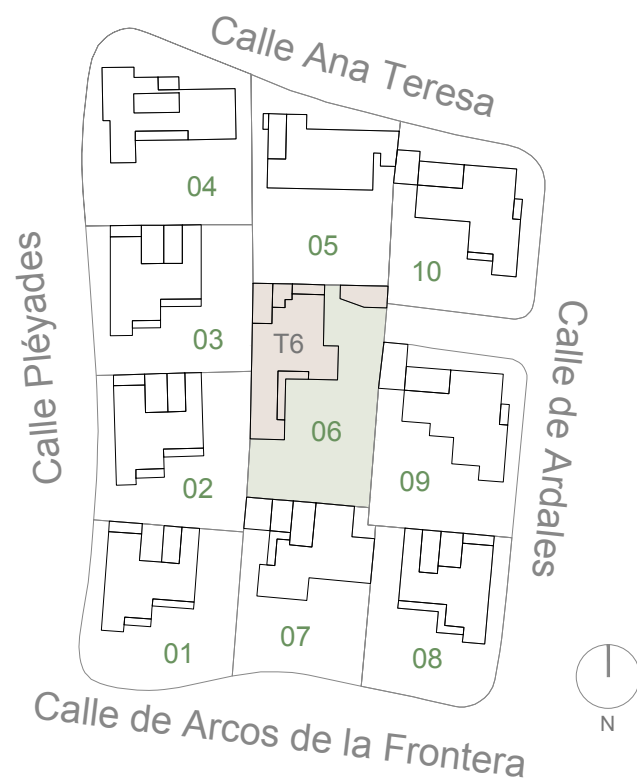 Calle Ana Teresa
04
05
10
Calle Pléyades
03
T6
Calle de Ardales
06
02
09
01
07
08
N
Calle de Arcos de la Frontera